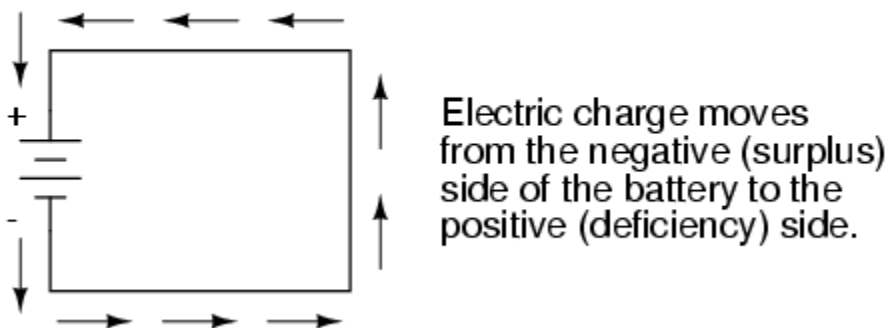 +
-
Electric charge moves
from the negative (surplus)
side of the battery to the
positive (deficiency) side.